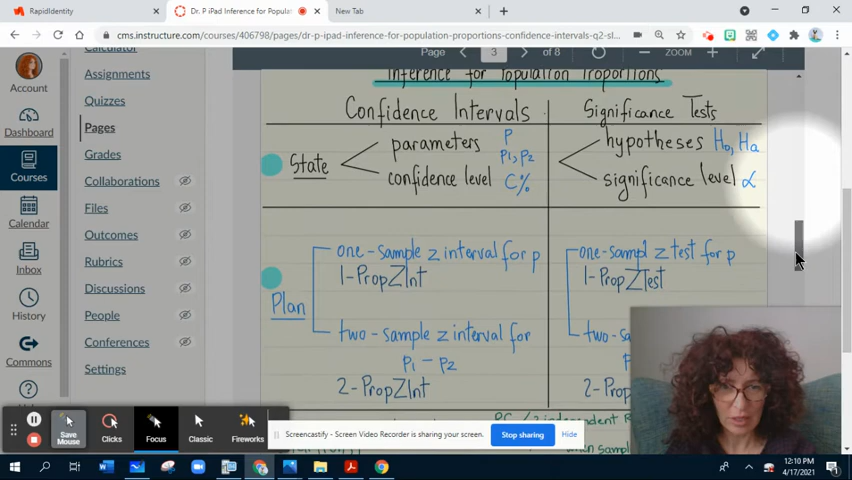 RapidIdentity
Dr. P iPad Inference for Populat
New Tab
cms.instructure.com/courses/406798/pages/dr-p-ipad-inference-for-population-proportions-confidence-intervals-q2-sl
Account
Dashboard
Courses
Calendar
Inbox
History
Commons
Help
Calculator
Assignments
Quizzes
Pages
Grades
Collaborations
Files
Outcomes
Rubrics
Discussions
People
Conferences
Settings
Page 3 of 8 ZOOM
Inference for Population Proportions
Confidence Intervals Significance Tests
State
parameters p
p1, p2
confidence level C%
hypotheses Ho, Ha
significance level α
Plan
one-sample z interval for p
1-PropZInt
two-sample z interval for
p1 - p2
2-PropZInt
one-sampl z test for p
1-PropZTest
two-sa
2-Prop
Save Mouse
Clicks
Focus
Classic
Fireworks
Screencastify - Screen Video Recorder is sharing your screen.
Stop sharing
Hide
12:10 PM
4/17/2021